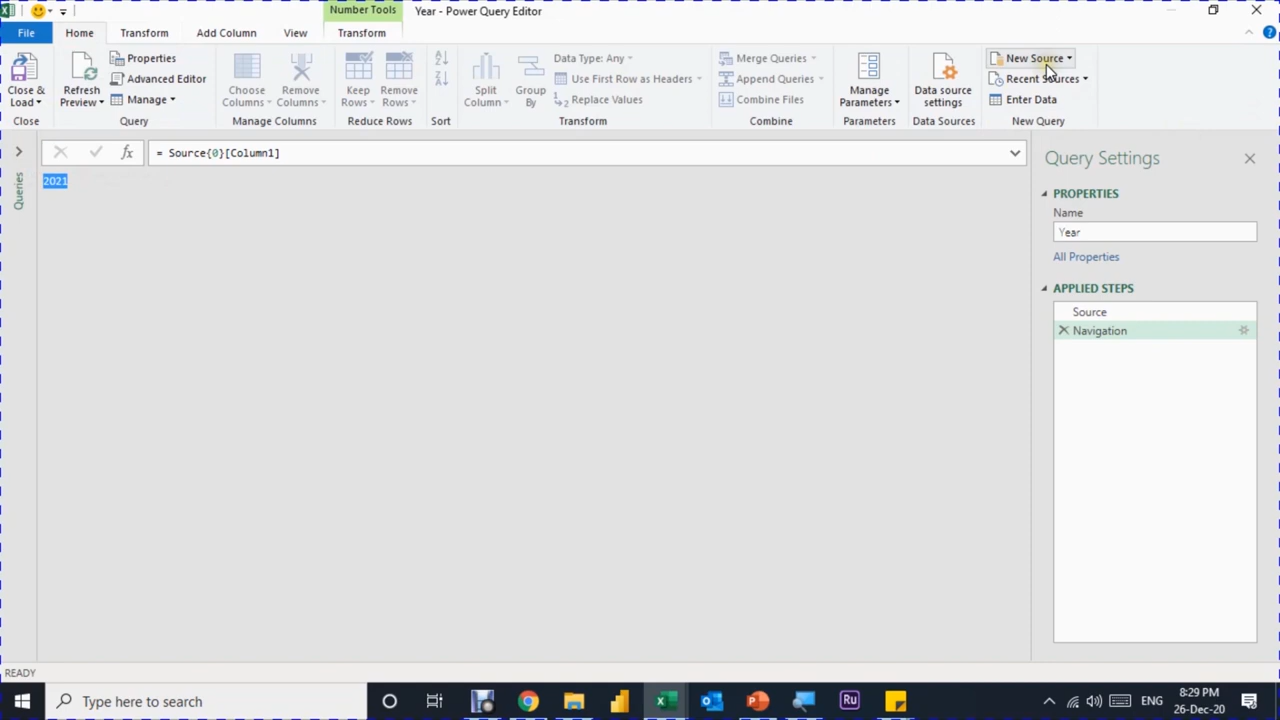 Number Tools
Year - Power Query Editor
File
Home
Transform
Add Column
View
Transform
Close & Load
Close
Refresh Preview
Properties
Advanced Editor
Manage
Query
Choose Columns
Remove Columns
Manage Columns
Keep Rows
Remove Rows
Reduce Rows
Sort
Split Column
Group By
Data Type: Any
Use First Row as Headers
Replace Values
Transform
Merge Queries
Append Queries
Combine Files
Combine
Manage Parameters
Parameters
Data source settings
Data Sources
New Source
Recent Sources
Enter Data
New Query
fx
= Source{0}[Column1]
Queries
2021
Query Settings
PROPERTIES
Name
Year
All Properties
APPLIED STEPS
Source
Navigation
READY
Type here to search
Ru
ENG
8:29 PM
26-Dec-20